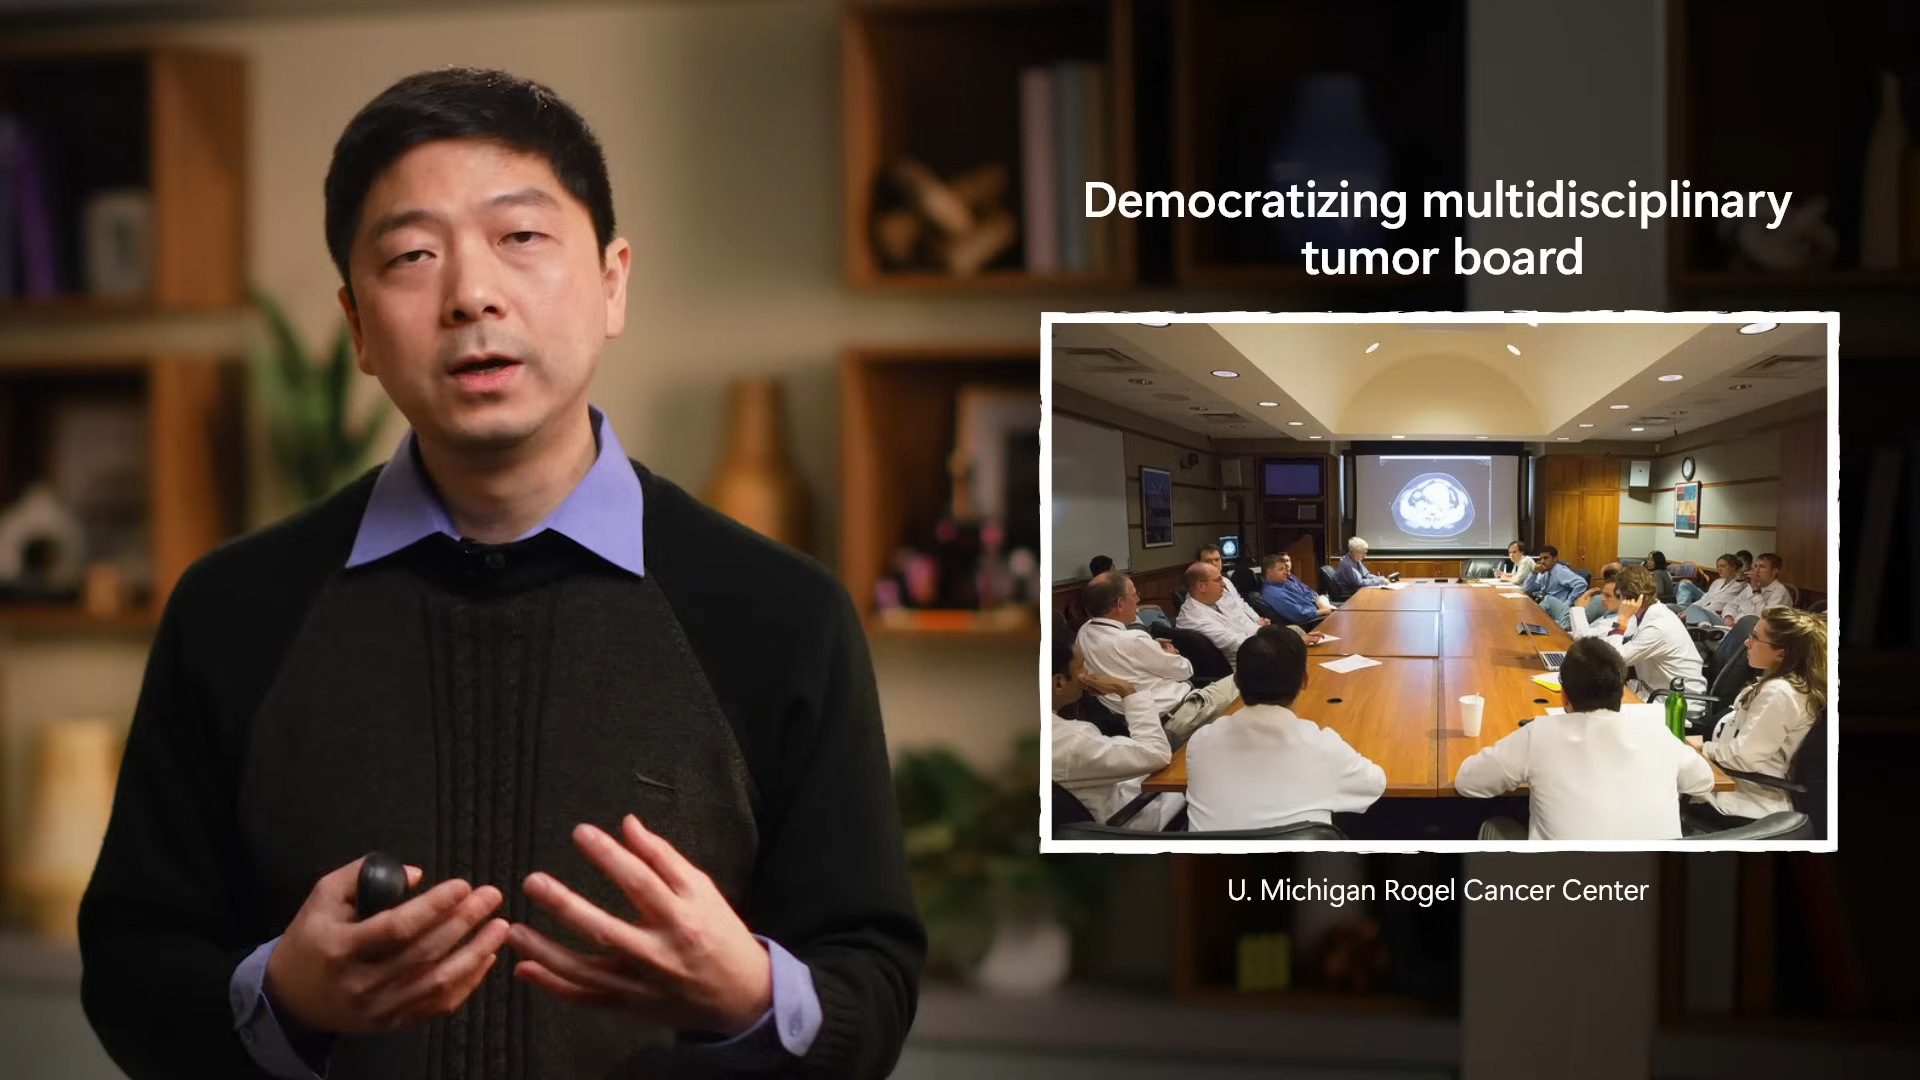 Democratizing multidisciplinary
tumor board
U. Michigan Rogel Cancer Center